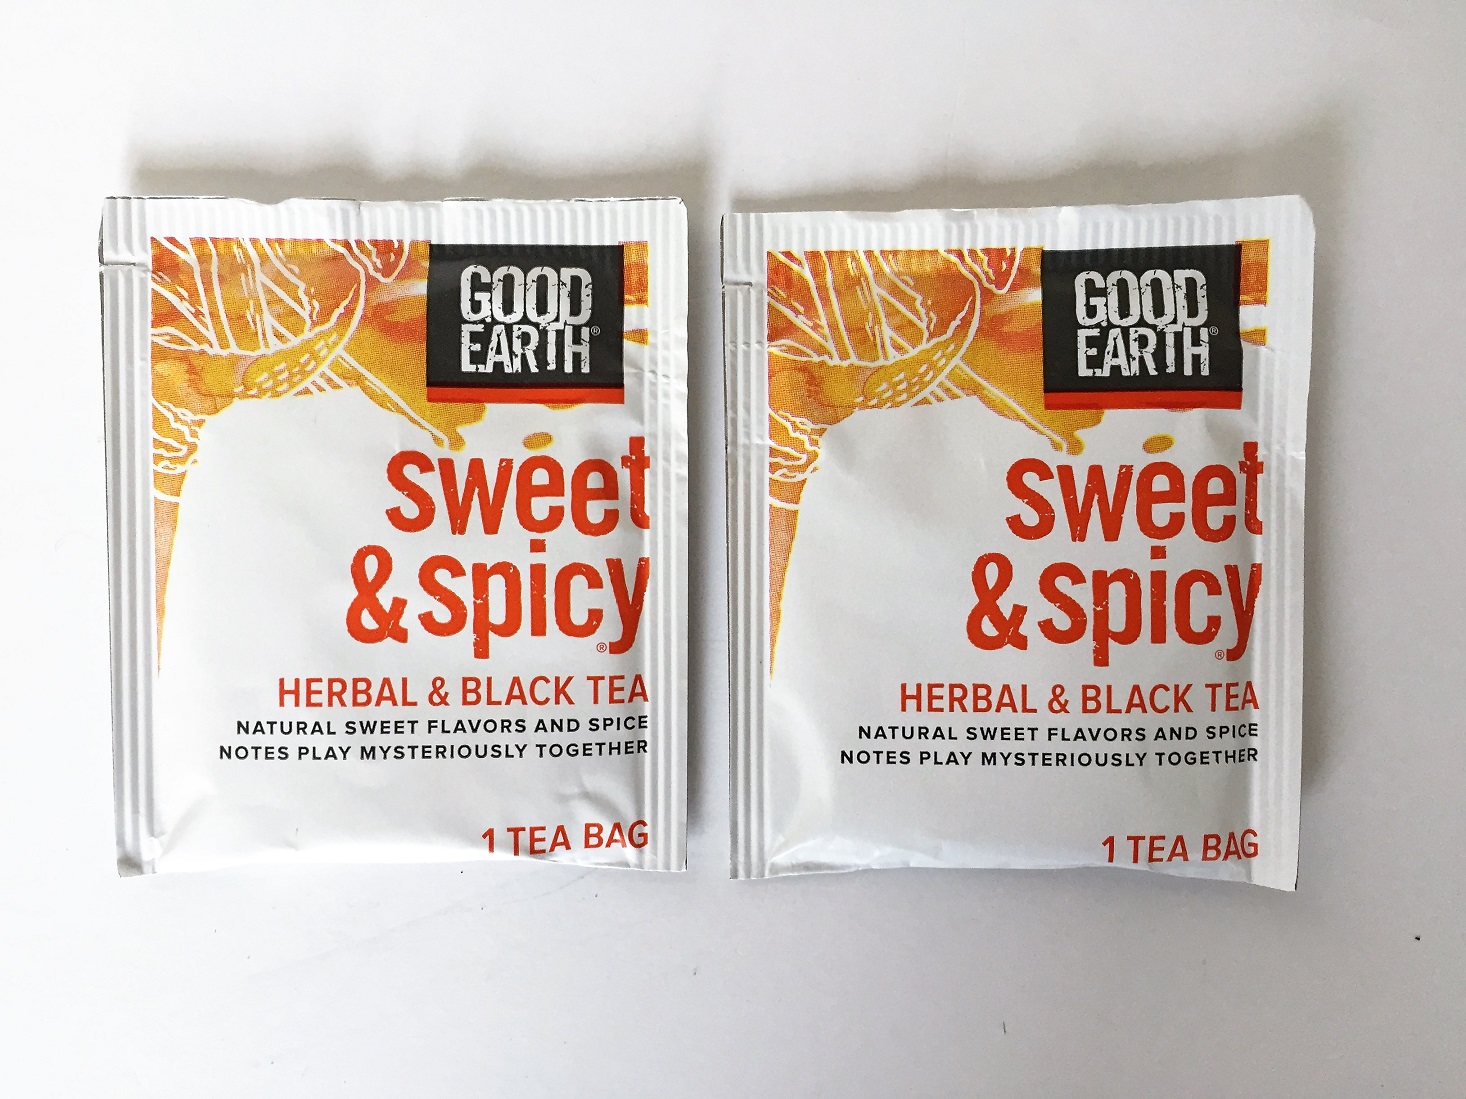 GOOD
EARTH®
sweet
& spicy®
HERBAL & BLACK TEA
NATURAL SWEET FLAVORS AND SPICE
NOTES PLAY MYSTERIOUSLY TOGETHER
1 TEA BAG
GOOD
EARTH®
sweet
& spicy®
HERBAL & BLACK TEA
NATURAL SWEET FLAVORS AND SPICE
NOTES PLAY MYSTERIOUSLY TOGETHER
1 TEA BAG